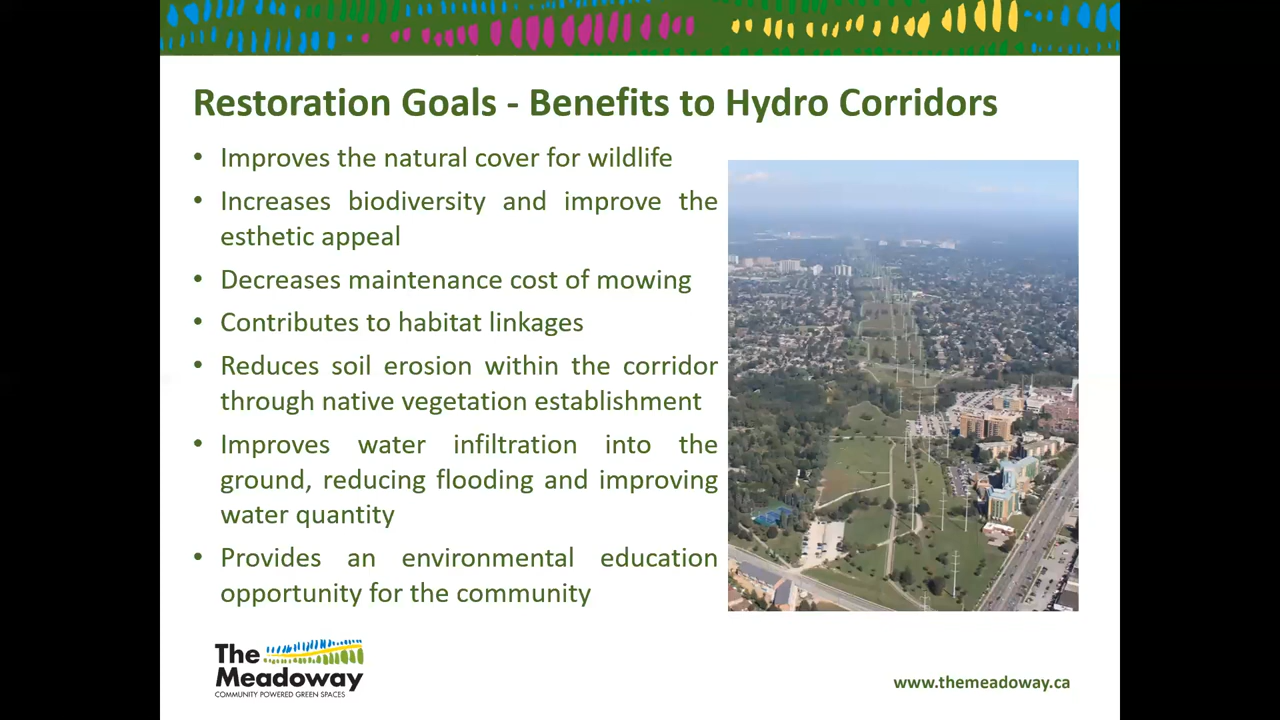 Restoration Goals - Benefits to Hydro Corridors
• Improves the natural cover for wildlife
• Increases biodiversity and improve the
esthetic appeal
• Decreases maintenance cost of mowing
• Contributes to habitat linkages
• Reduces soil erosion within the corridor
through native vegetation establishment
• Improves water infiltration into the
ground, reducing flooding and improving
water quantity
• Provides an environmental education
opportunity for the community
The
Meadoway
COMMUNITY POWERED GREEN SPACES
www.themeadoway.ca